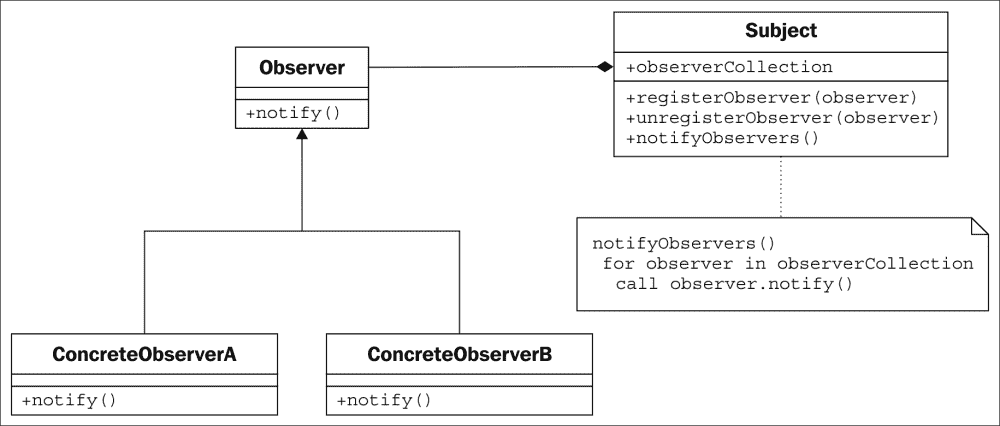 Observer
+notify()
Subject
+observerCollection
+registerObserver(observer)
+unregisterObserver(observer)
+notifyObservers()
notifyObservers()
for observer in observerCollection
call observer.notify()
ConcreteObserverA
+notify()
ConcreteObserverB
+notify()